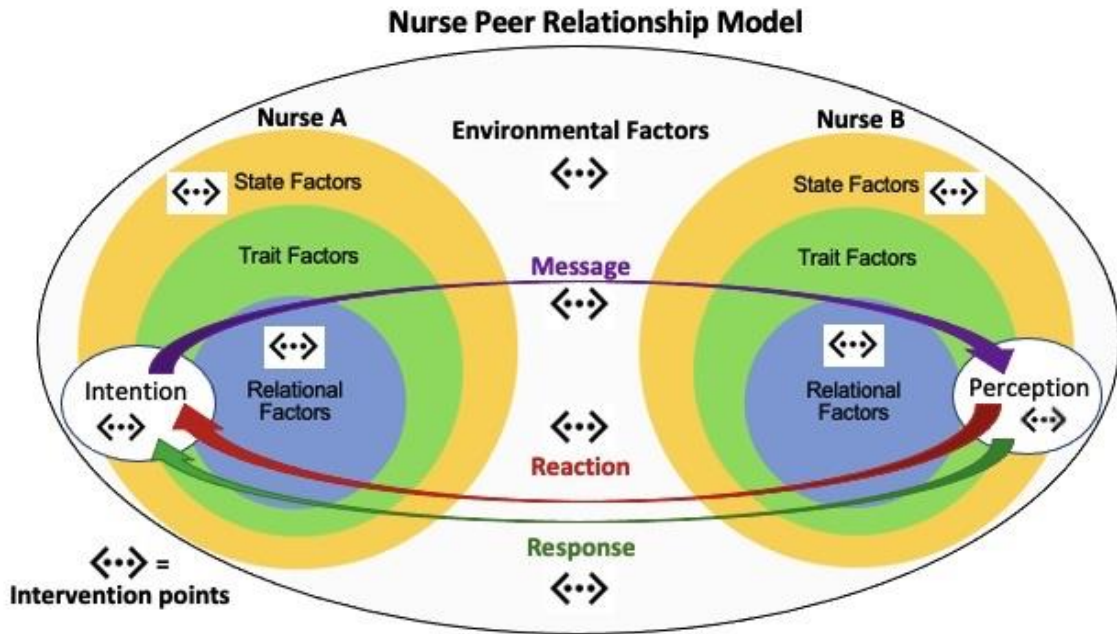 Nurse Peer Relationship Model
Nurse A
Nurse B
Environmental Factors
State Factors
State Factors
Trait Factors
Trait Factors
Message
Intention
Relational
Factors
Relational
Factors
Perception
Reaction
Response
<···> =
Intervention points